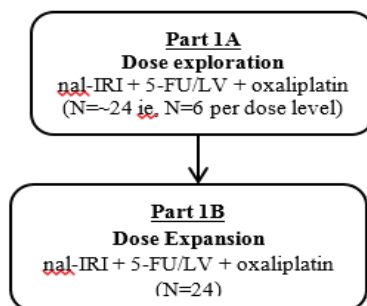 Part 1A
Dose exploration
nal-IRI + 5-FU/LV + oxaliplatin
(N=~24 ie, N=6 per dose level)
Part 1B
Dose Expansion
nal-IRI + 5-FU/LV + oxaliplatin
(N=24)